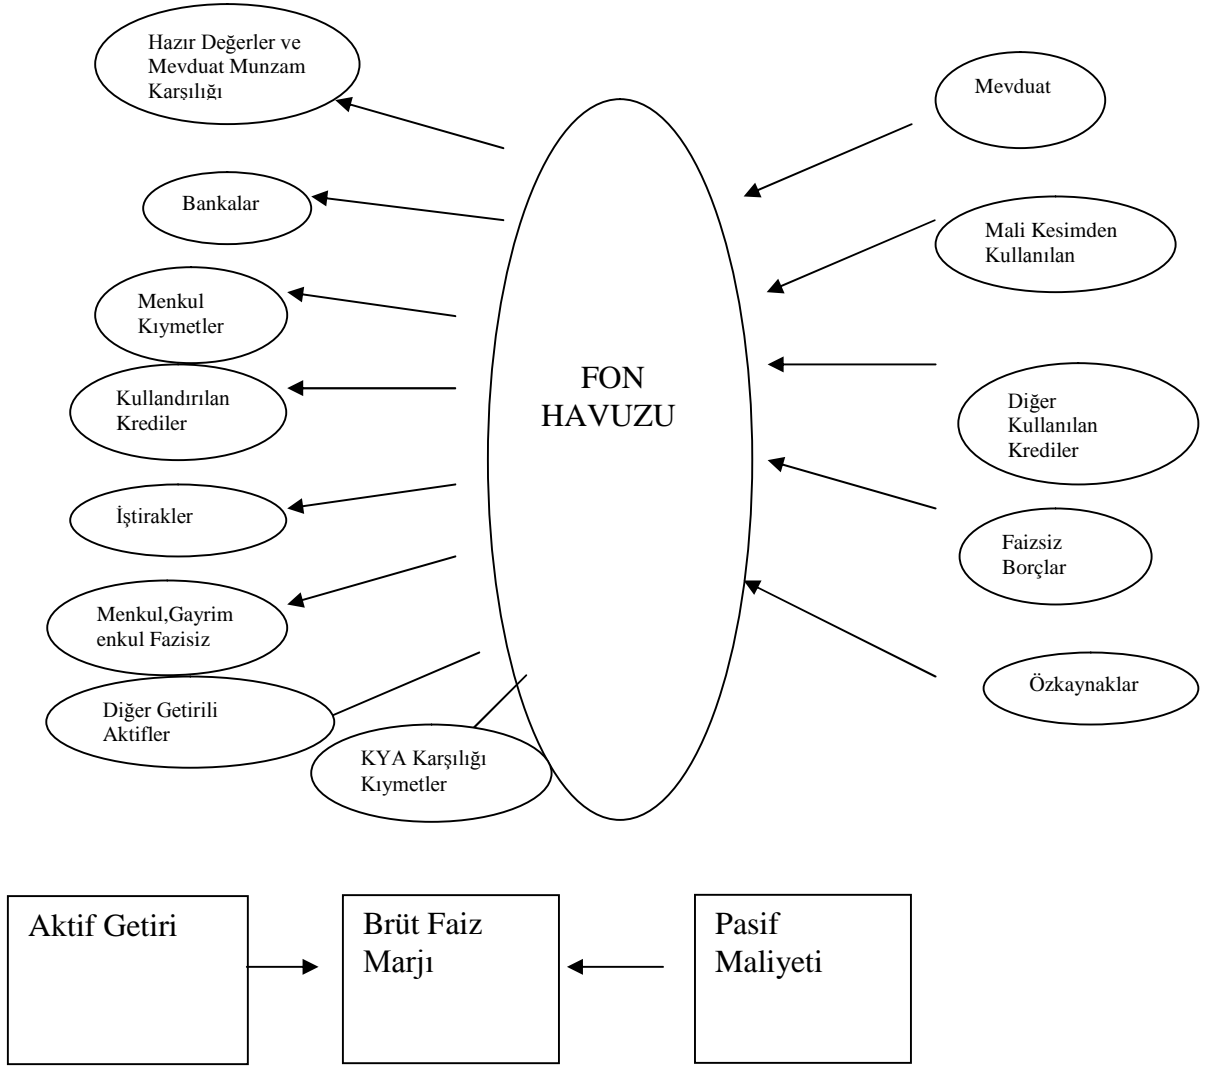 Hazır Değerler ve
Mevduat Munzam
Karşılığı
Bankalar
Menkul
Kıymetler
Kullandırılan
Krediler
İştirakler
Menkul,Gayrim
enkul Fazisiz
Diğer Getirili
Aktifler
KYA Karşılığı
Kıymetler
FON
HAVUZU
Mevduat
Mali Kesimden
Kullanılan
Diğer
Kullanılan
Krediler
Faizsiz
Borçlar
Özkaynaklar
Aktif Getiri
Brüt Faiz
Marjı
Pasif
Maliyeti